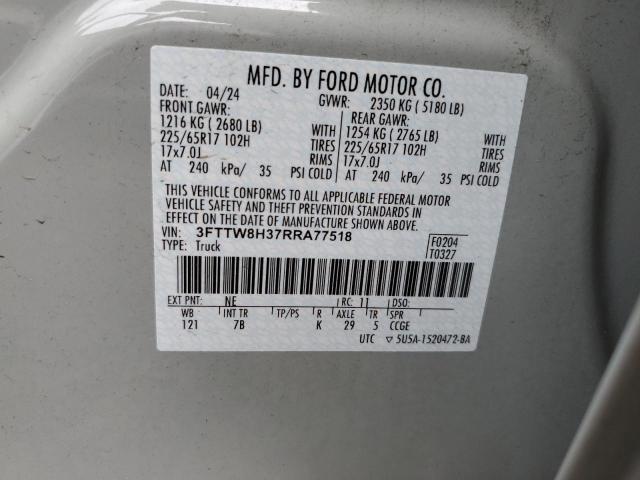 MFD. BY FORD MOTOR CO.
DATE: 04/24 GVWR: 2350 KG ( 5180 LB)
FRONT GAWR: REAR GAWR:
1216 KG ( 2680 LB) WITH 1254 KG ( 2765 LB) WITH
225/65R17 102H TIRES 225/65R17 102H TIRES
17x7.0J RIMS 17x7.0J RIMS
AT 240 kPa/ 35 PSI COLD AT 240 kPa/ 35 PSI COLD
THIS VEHICLE CONFORMS TO ALL APPLICABLE FEDERAL MOTOR
VEHICLE SAFETY AND THEFT PREVENTION STANDARDS IN
EFFECT ON THE DATE OF MANUFACTURE SHOWN ABOVE.
VIN: 3FTTW8H37RRA77518 F0204
TYPE: Truck T0327
EXT PNT: NE RC: 11 DSO:
WB INT TR TP/PS R AXLE TR SPR
121 7B K 29 5 CCGE
UTC ▽ 5U5A-1520472-BA